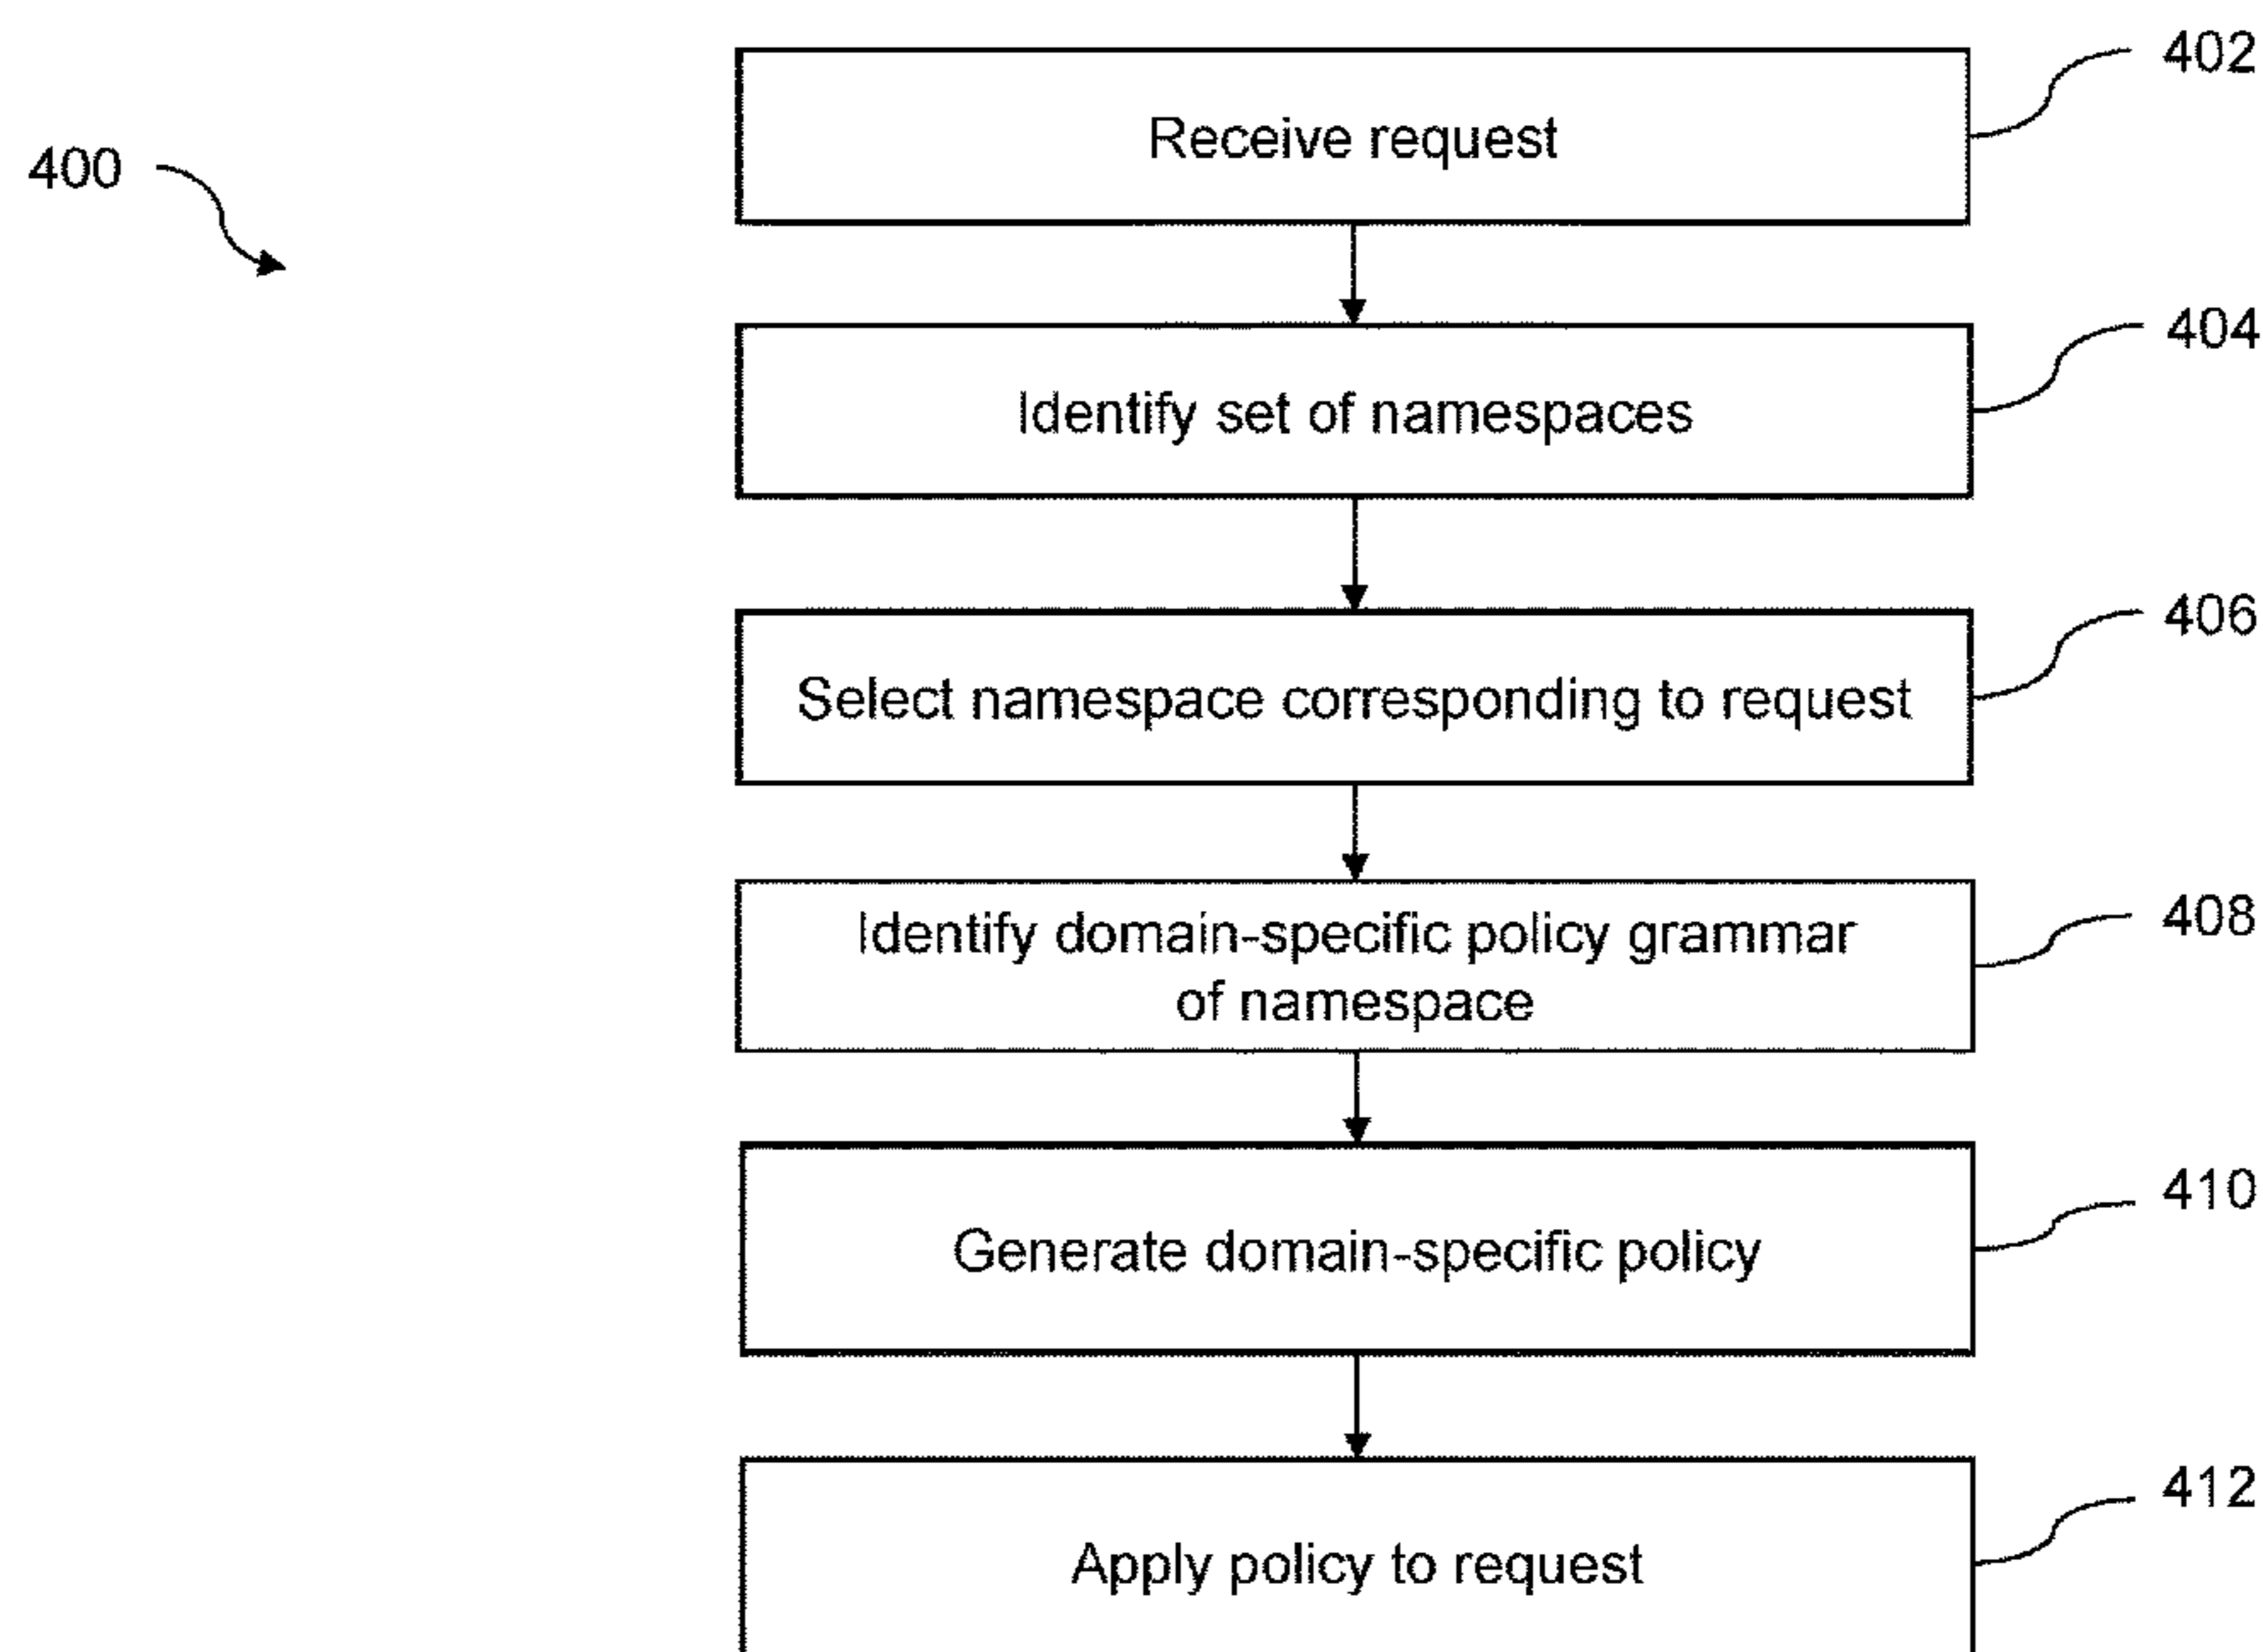 402
Receive request
400
404
Identify set of namespaces
406
Select namespace corresponding to request
408
Identify domain-specific policy grammar
of namespace
410
Generate domain-specific policy
412
Apply policy to request